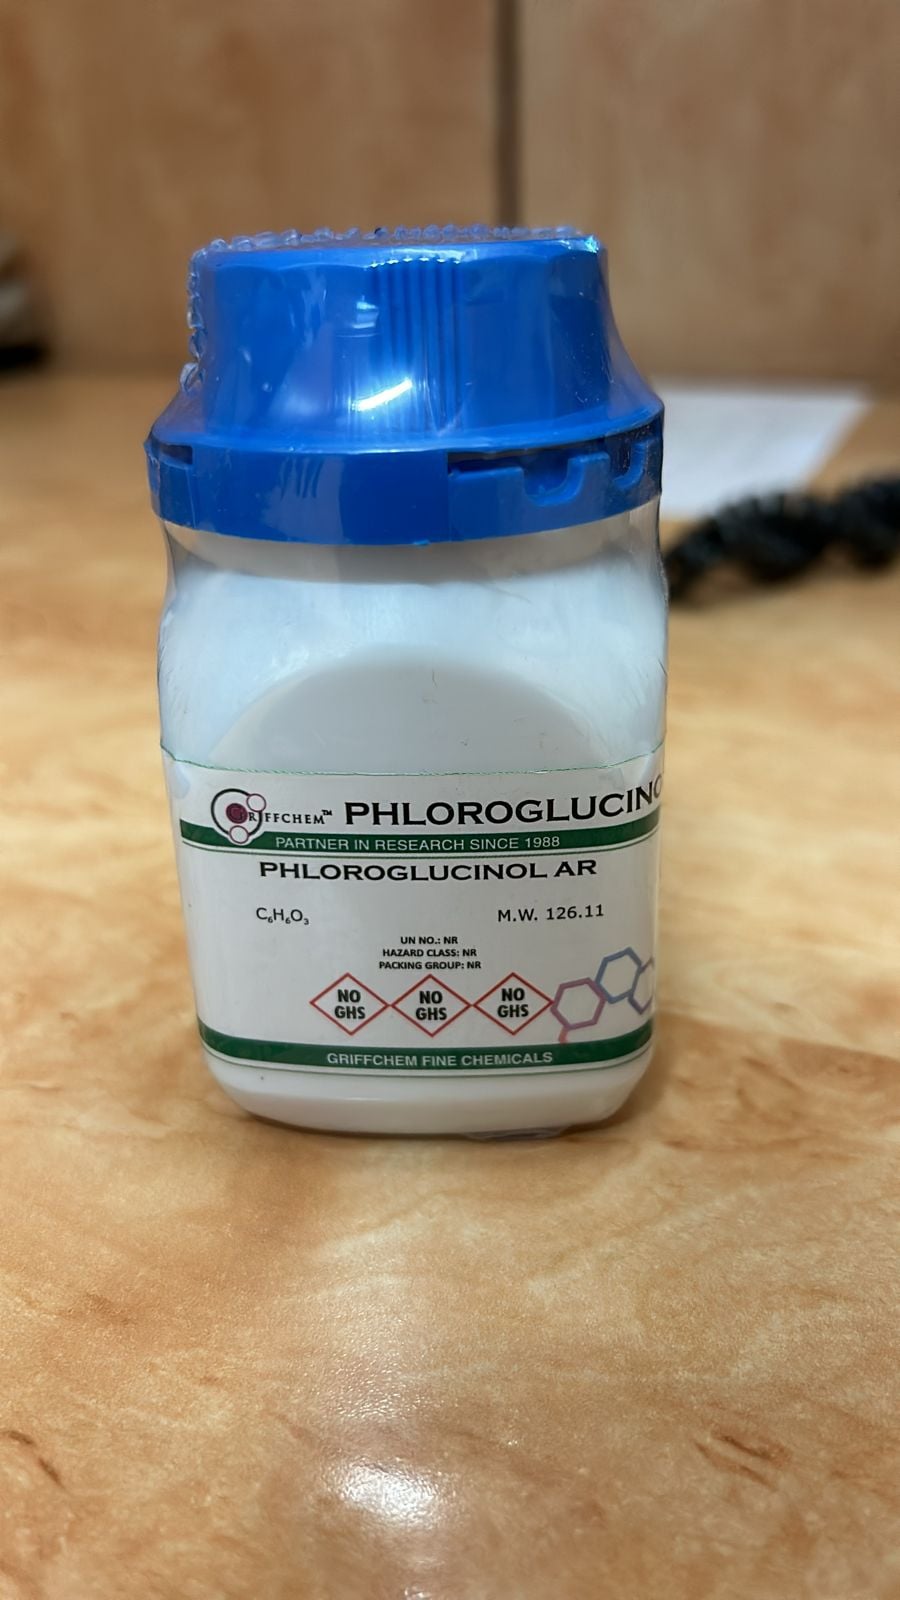 GRIFFCHEM™ PHLOROGLUCINO
PARTNER IN RESEARCH SINCE 1988
PHLOROGLUCINOL AR
C₆H₆O₃ M.W. 126.11
UN NO.: NR
HAZARD CLASS: NR
PACKING GROUP: NR
NO NO NO
GHS GHS GHS
GRIFFCHEM FINE CHEMICALS